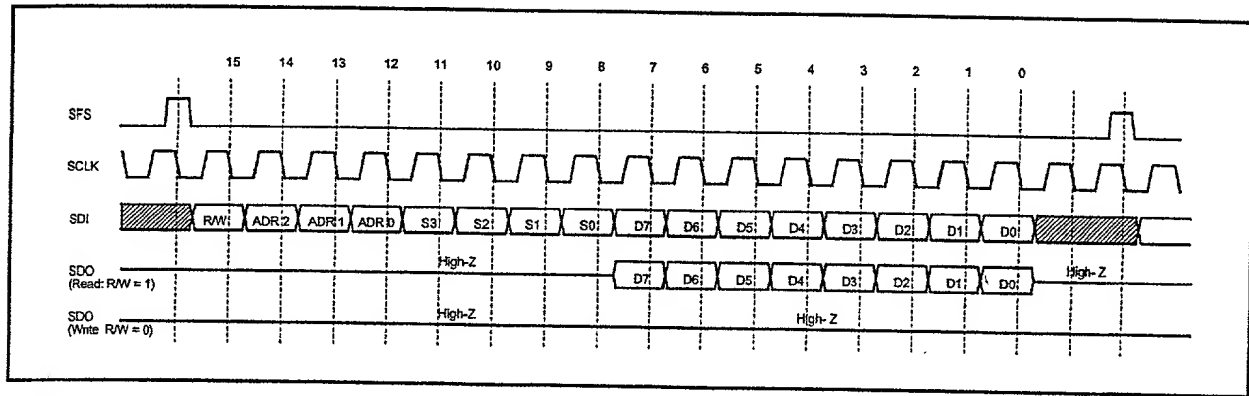 15 14 13 12 11 10 9 8 7 6 5 4 3 2 1 0
SFS
SCLK
SDI R/W ADR 2 ADR 1 ADR 0 S3 S2 S1 S0 D7 D6 D5 D4 D3 D2 D1 D0
SDO High-Z D7 D6 D5 D4 D3 D2 D1 D0 High-Z
(Read: R/W = 1)
SDO High-Z High-Z
(Write R/W = 0)